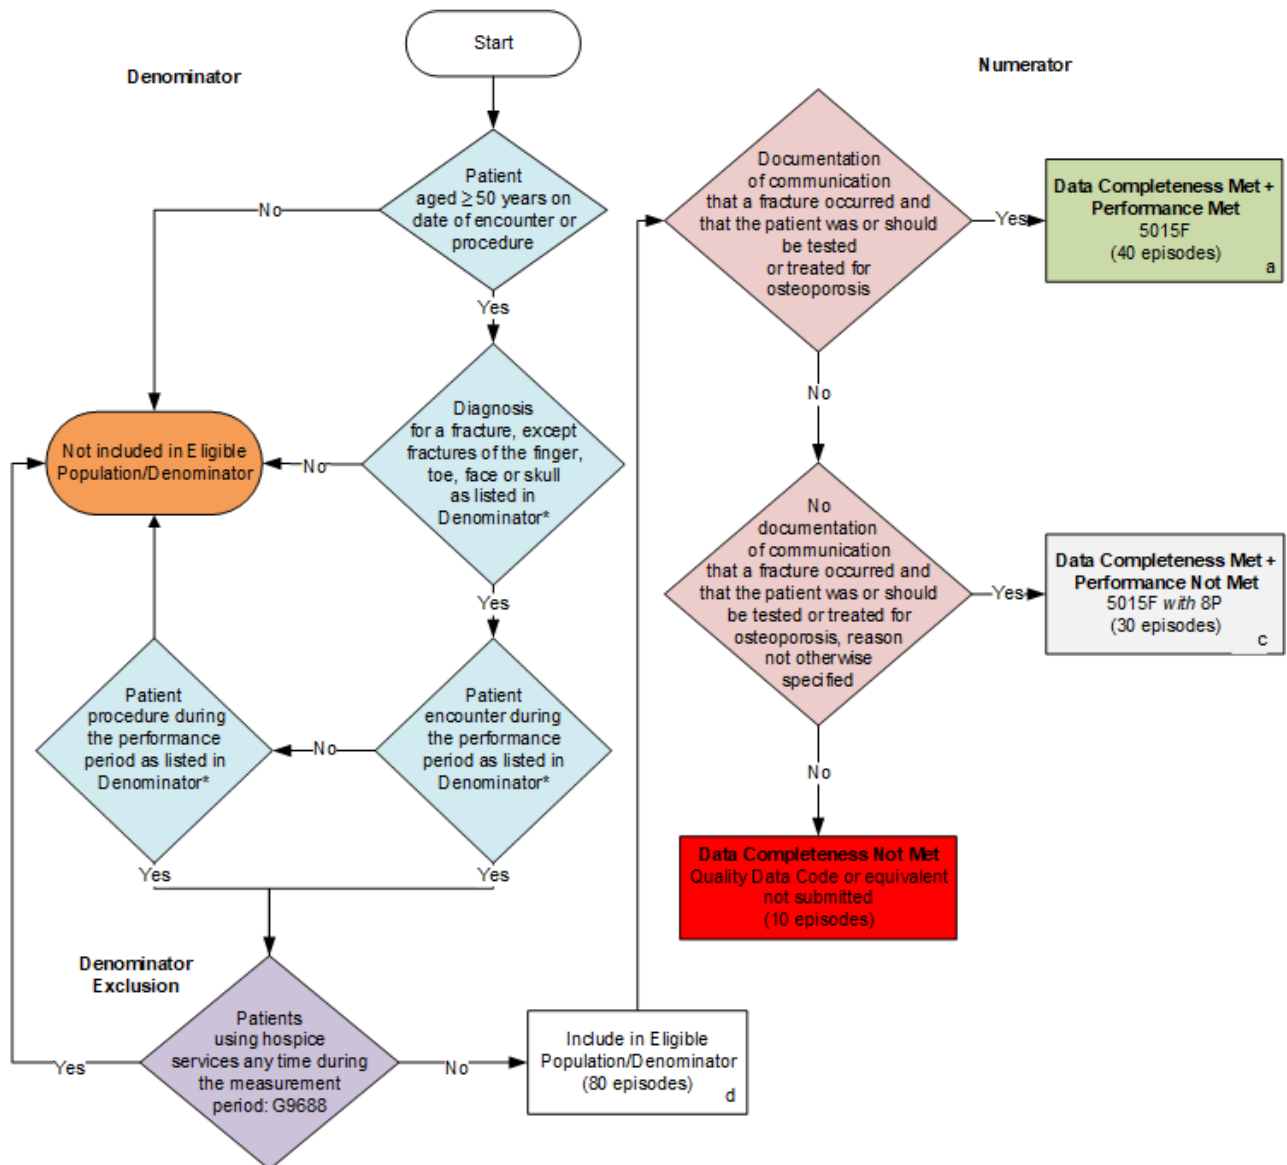 Start
Denominator
Numerator
Patient
aged ≥ 50 years on
date of encounter or
procedure
No
Yes
Diagnosis
for a fracture, except
fractures of the finger,
toe, face or skull
as listed in
Denominator*
No
Not included in Eligible
Population/Denominator
Yes
Patient
encounter during
the performance
period as listed in
Denominator*
No
Patient
procedure during
the performance
period as listed in
Denominator*
Yes
Yes
Denominator
Exclusion
Patients
using hospice
services any time during
the measurement
period: G9688
Yes
No
Include in Eligible
Population/Denominator
(80 episodes)
d
Documentation
of communication
that a fracture occurred and
that the patient was or should
be tested
or treated for
osteoporosis
Yes
Data Completeness Met +
Performance Met
5015F
(40 episodes)
a
No
No
documentation
of communication
that a fracture occurred and
that the patient was or should
be tested or treated for
osteoporosis, reason
not otherwise
specified
Yes
Data Completeness Met +
Performance Not Met
5015F with 8P
(30 episodes)
c
No
Data Completeness Not Met
Quality Data Code or equivalent
not submitted
(10 episodes)